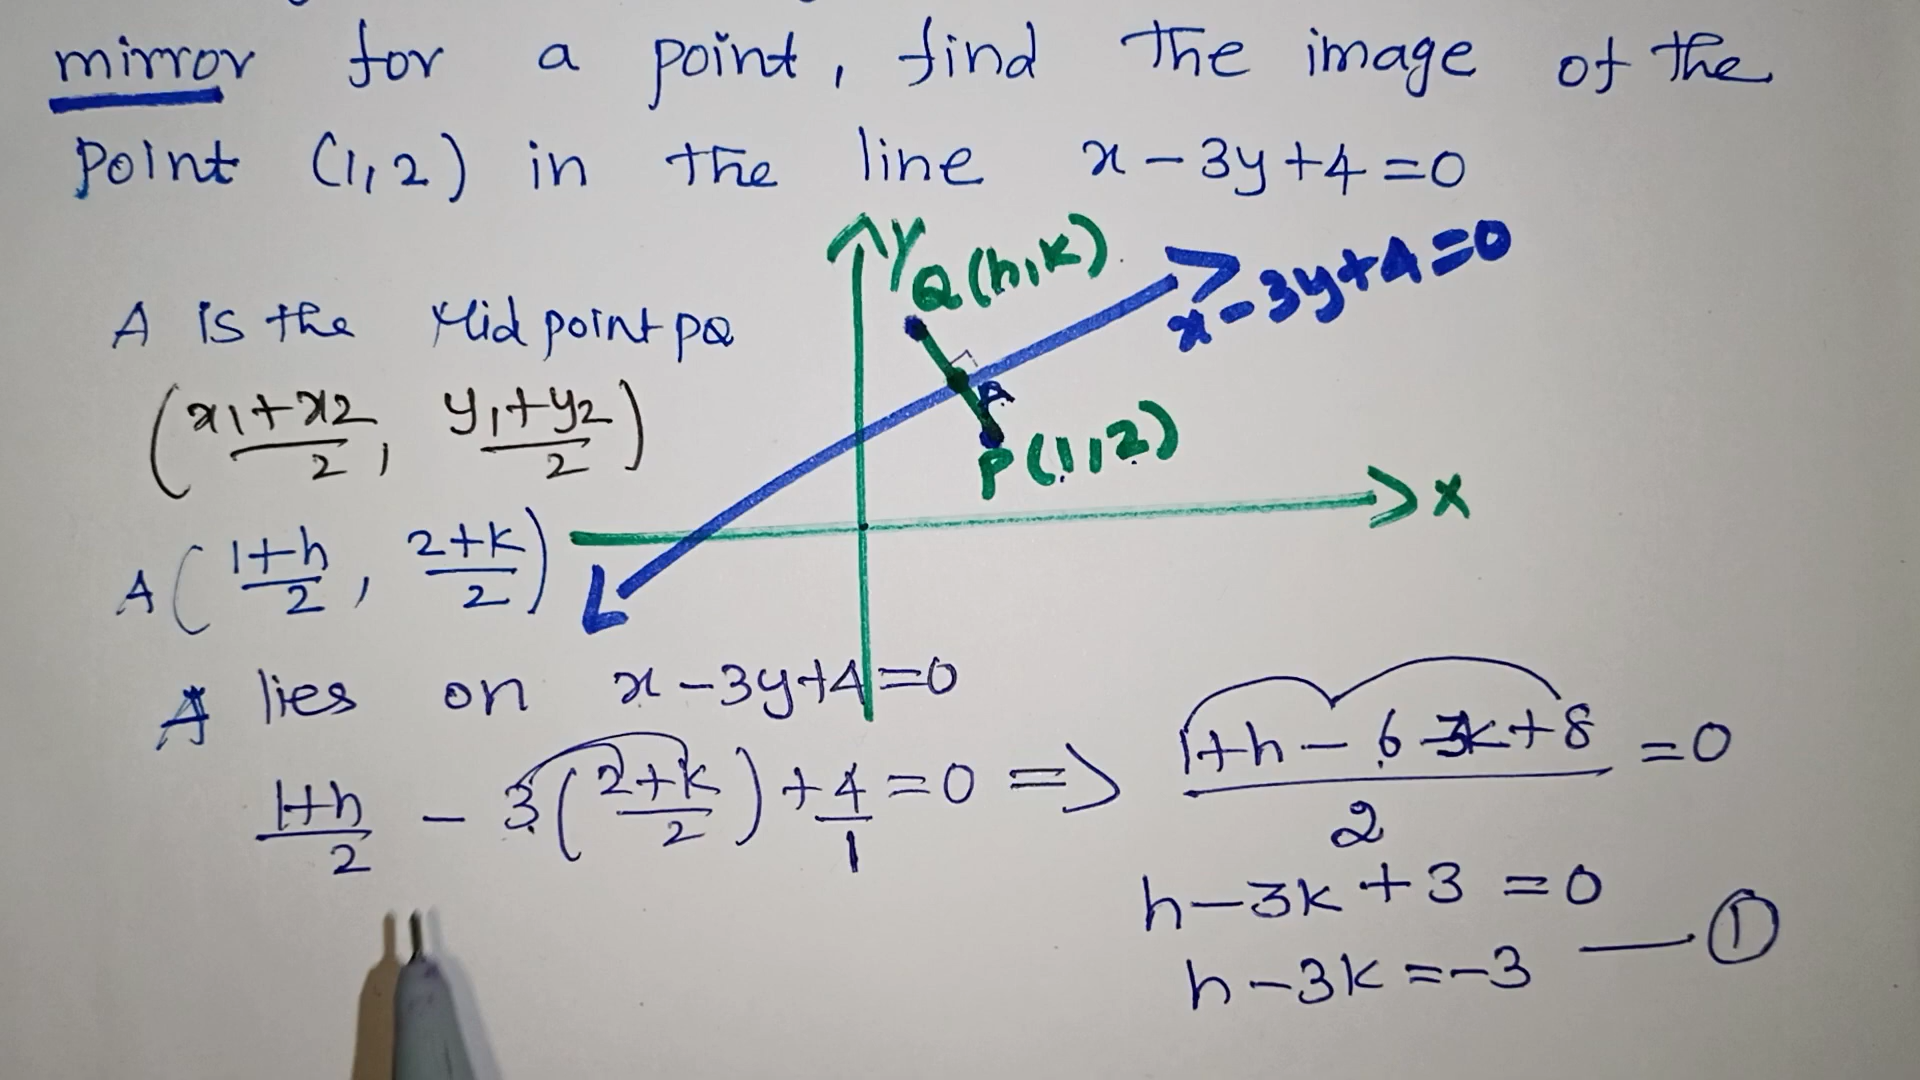 mirror for a point, find the image of the
point (1,2) in the line x-3y+4=0
Y
Q(h,k)
x-3y+4=0
A is the Midpoint PQ
(x1+x2/2, y1+y2/2)
A
P(1,2)
X
A(1+h/2, 2+k/2)
A lies on x-3y+4=0
1+h/2 - 3(2+k/2) + 4/1 = 0 => 1+h-6-3k+8/2 = 0
h-3k+3=0
h-3k=-3 — ①